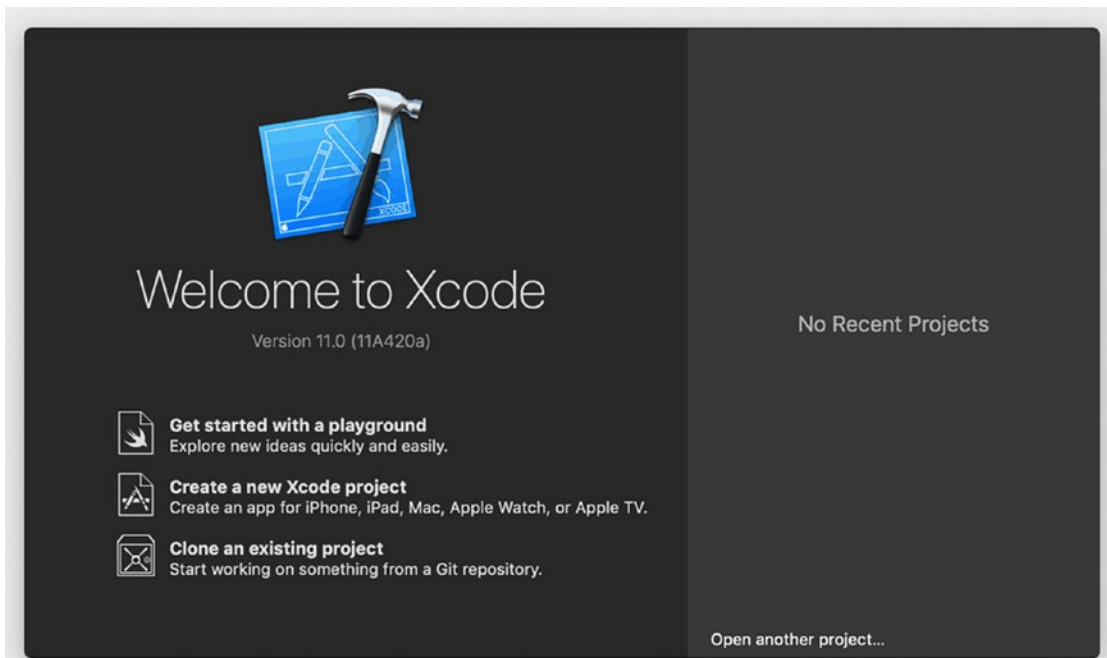 XCODE
Welcome to Xcode
Version 11.0 (11A420a)
Get started with a playground
Explore new ideas quickly and easily.
Create a new Xcode project
Create an app for iPhone, iPad, Mac, Apple Watch, or Apple TV.
Clone an existing project
Start working on something from a Git repository.
No Recent Projects
Open another project...